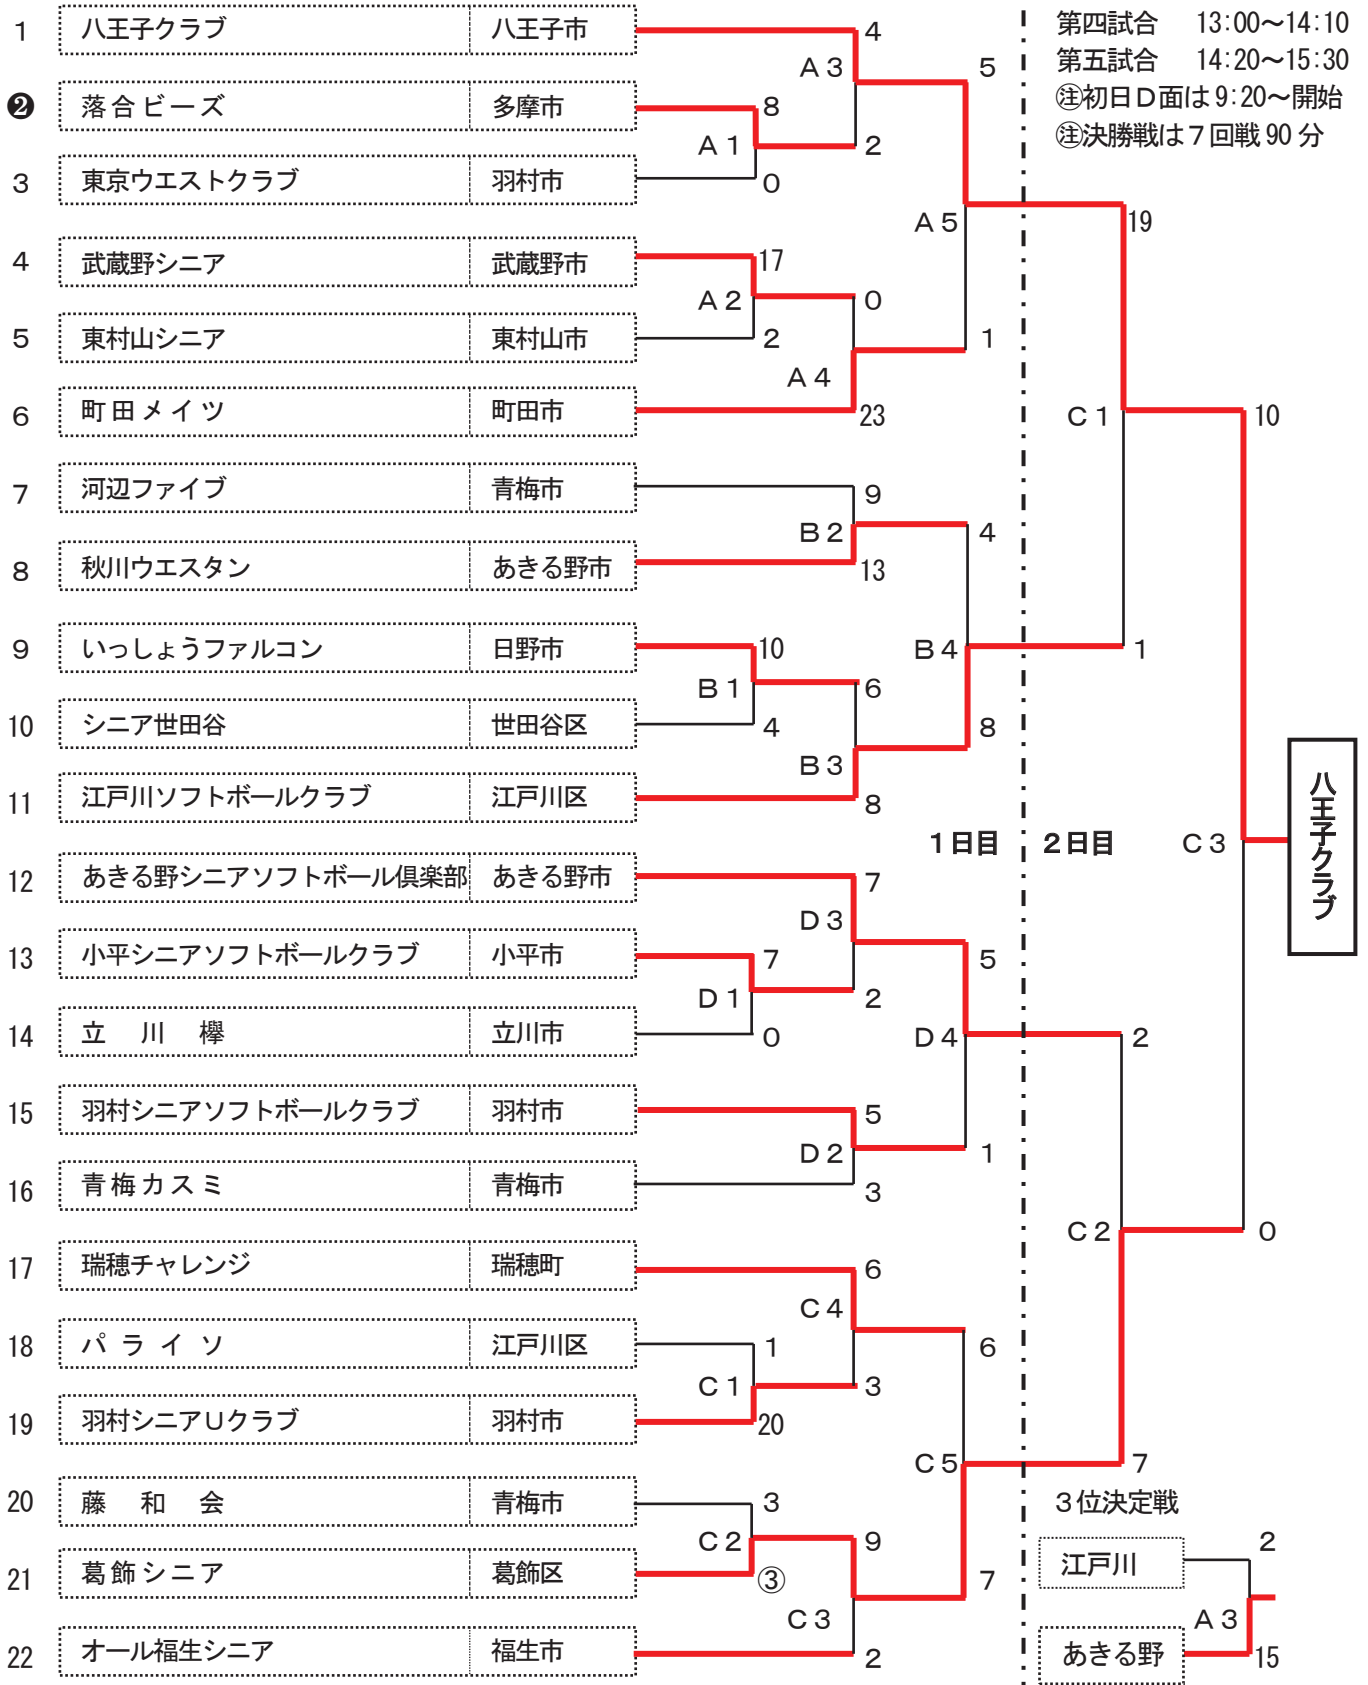 第四試合 13:00〜14:10
第五試合 14:20〜15:30
㊟初日Ｄ面は9:20〜開始
㊟決勝戦は７回戦90分
1 八王子クラブ 八王子市 4
A3 5
❷ 落合ビーズ 多摩市 8
A1 2
3 東京ウエストクラブ 羽村市 0
A5 19
4 武蔵野シニア 武蔵野市 17
A2 0
5 東村山シニア 東村山市 2 1
A4
6 町田メイツ 町田市 23
C1 10
7 河辺ファイブ 青梅市 9
B2 4
8 秋川ウエスタン あきる野市 13
9 いっしょうファルコン 日野市 10
B4 1
B1 6
10 シニア世田谷 世田谷区 4 8
B3
11 江戸川ソフトボールクラブ 江戸川区 8
1日目 2日目 C3
八王子クラブ
12 あきる野シニアソフトボール倶楽部 あきる野市 7
D3
13 小平シニアソフトボールクラブ 小平市 7 5
D1 2
14 立川欅 立川市 0
D4 2
15 羽村シニアソフトボールクラブ 羽村市 5
D2 1
16 青梅カスミ 青梅市 3
C2 0
17 瑞穂チャレンジ 瑞穂町 6
C4
18 パライソ 江戸川区 1 6
C1 3
19 羽村シニアＵクラブ 羽村市 20
C5 7
20 藤和会 青梅市 3
C2 9
21 葛飾シニア 葛飾区 ③ 7
C3
22 オール福生シニア 福生市 2
３位決定戦
江戸川 2
A3
あきる野 15